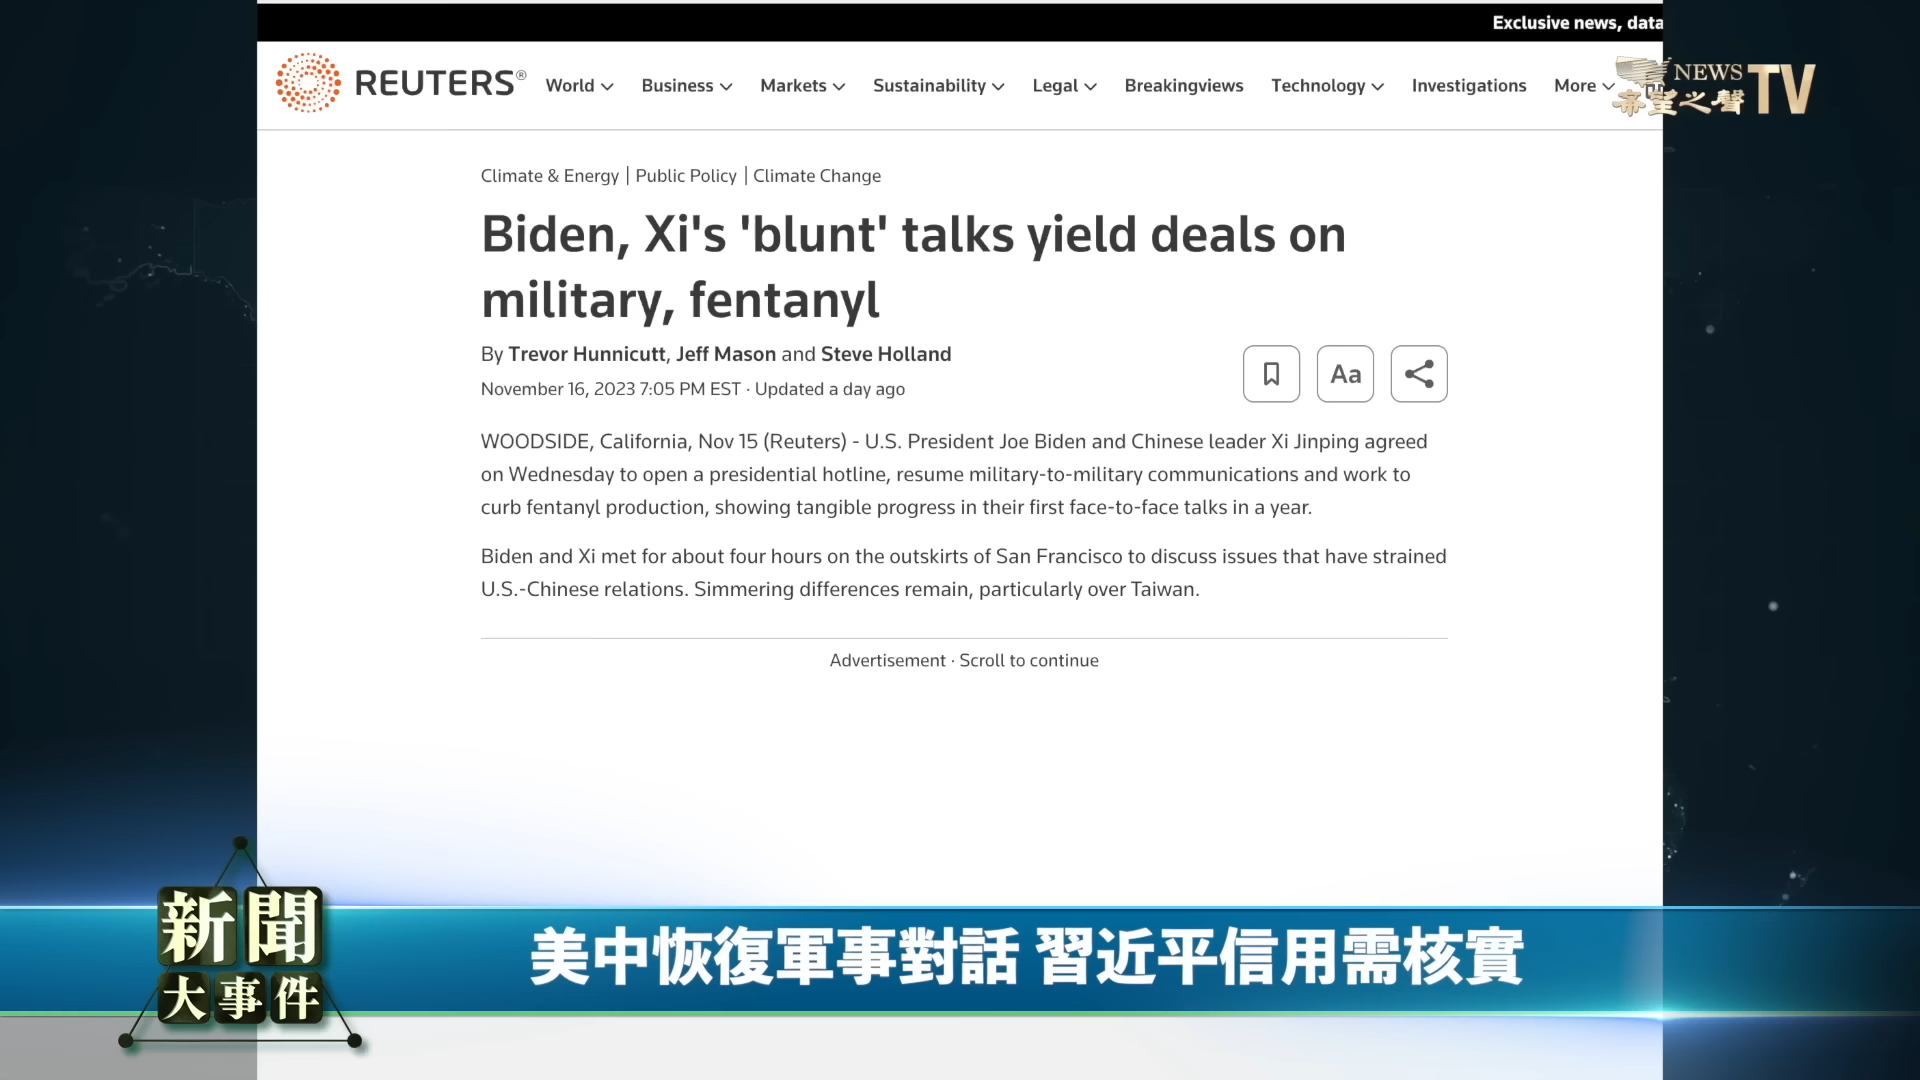 Exclusive news, data
REUTERS®
World
Business
Markets
Sustainability
Legal
Breakingviews
Technology
Investigations
More
NEWS
希望之聲
TV
Climate & Energy | Public Policy | Climate Change
Biden, Xi's 'blunt' talks yield deals on
military, fentanyl
By Trevor Hunnicutt, Jeff Mason and Steve Holland
November 16, 2023 7:05 PM EST · Updated a day ago
Aa
WOODSIDE, California, Nov 15 (Reuters) - U.S. President Joe Biden and Chinese leader Xi Jinping agreed
on Wednesday to open a presidential hotline, resume military-to-military communications and work to
curb fentanyl production, showing tangible progress in their first face-to-face talks in a year.
Biden and Xi met for about four hours on the outskirts of San Francisco to discuss issues that have strained
U.S.-Chinese relations. Simmering differences remain, particularly over Taiwan.
Advertisement · Scroll to continue
新聞
大事件
美中恢復軍事對話 習近平信用需核實